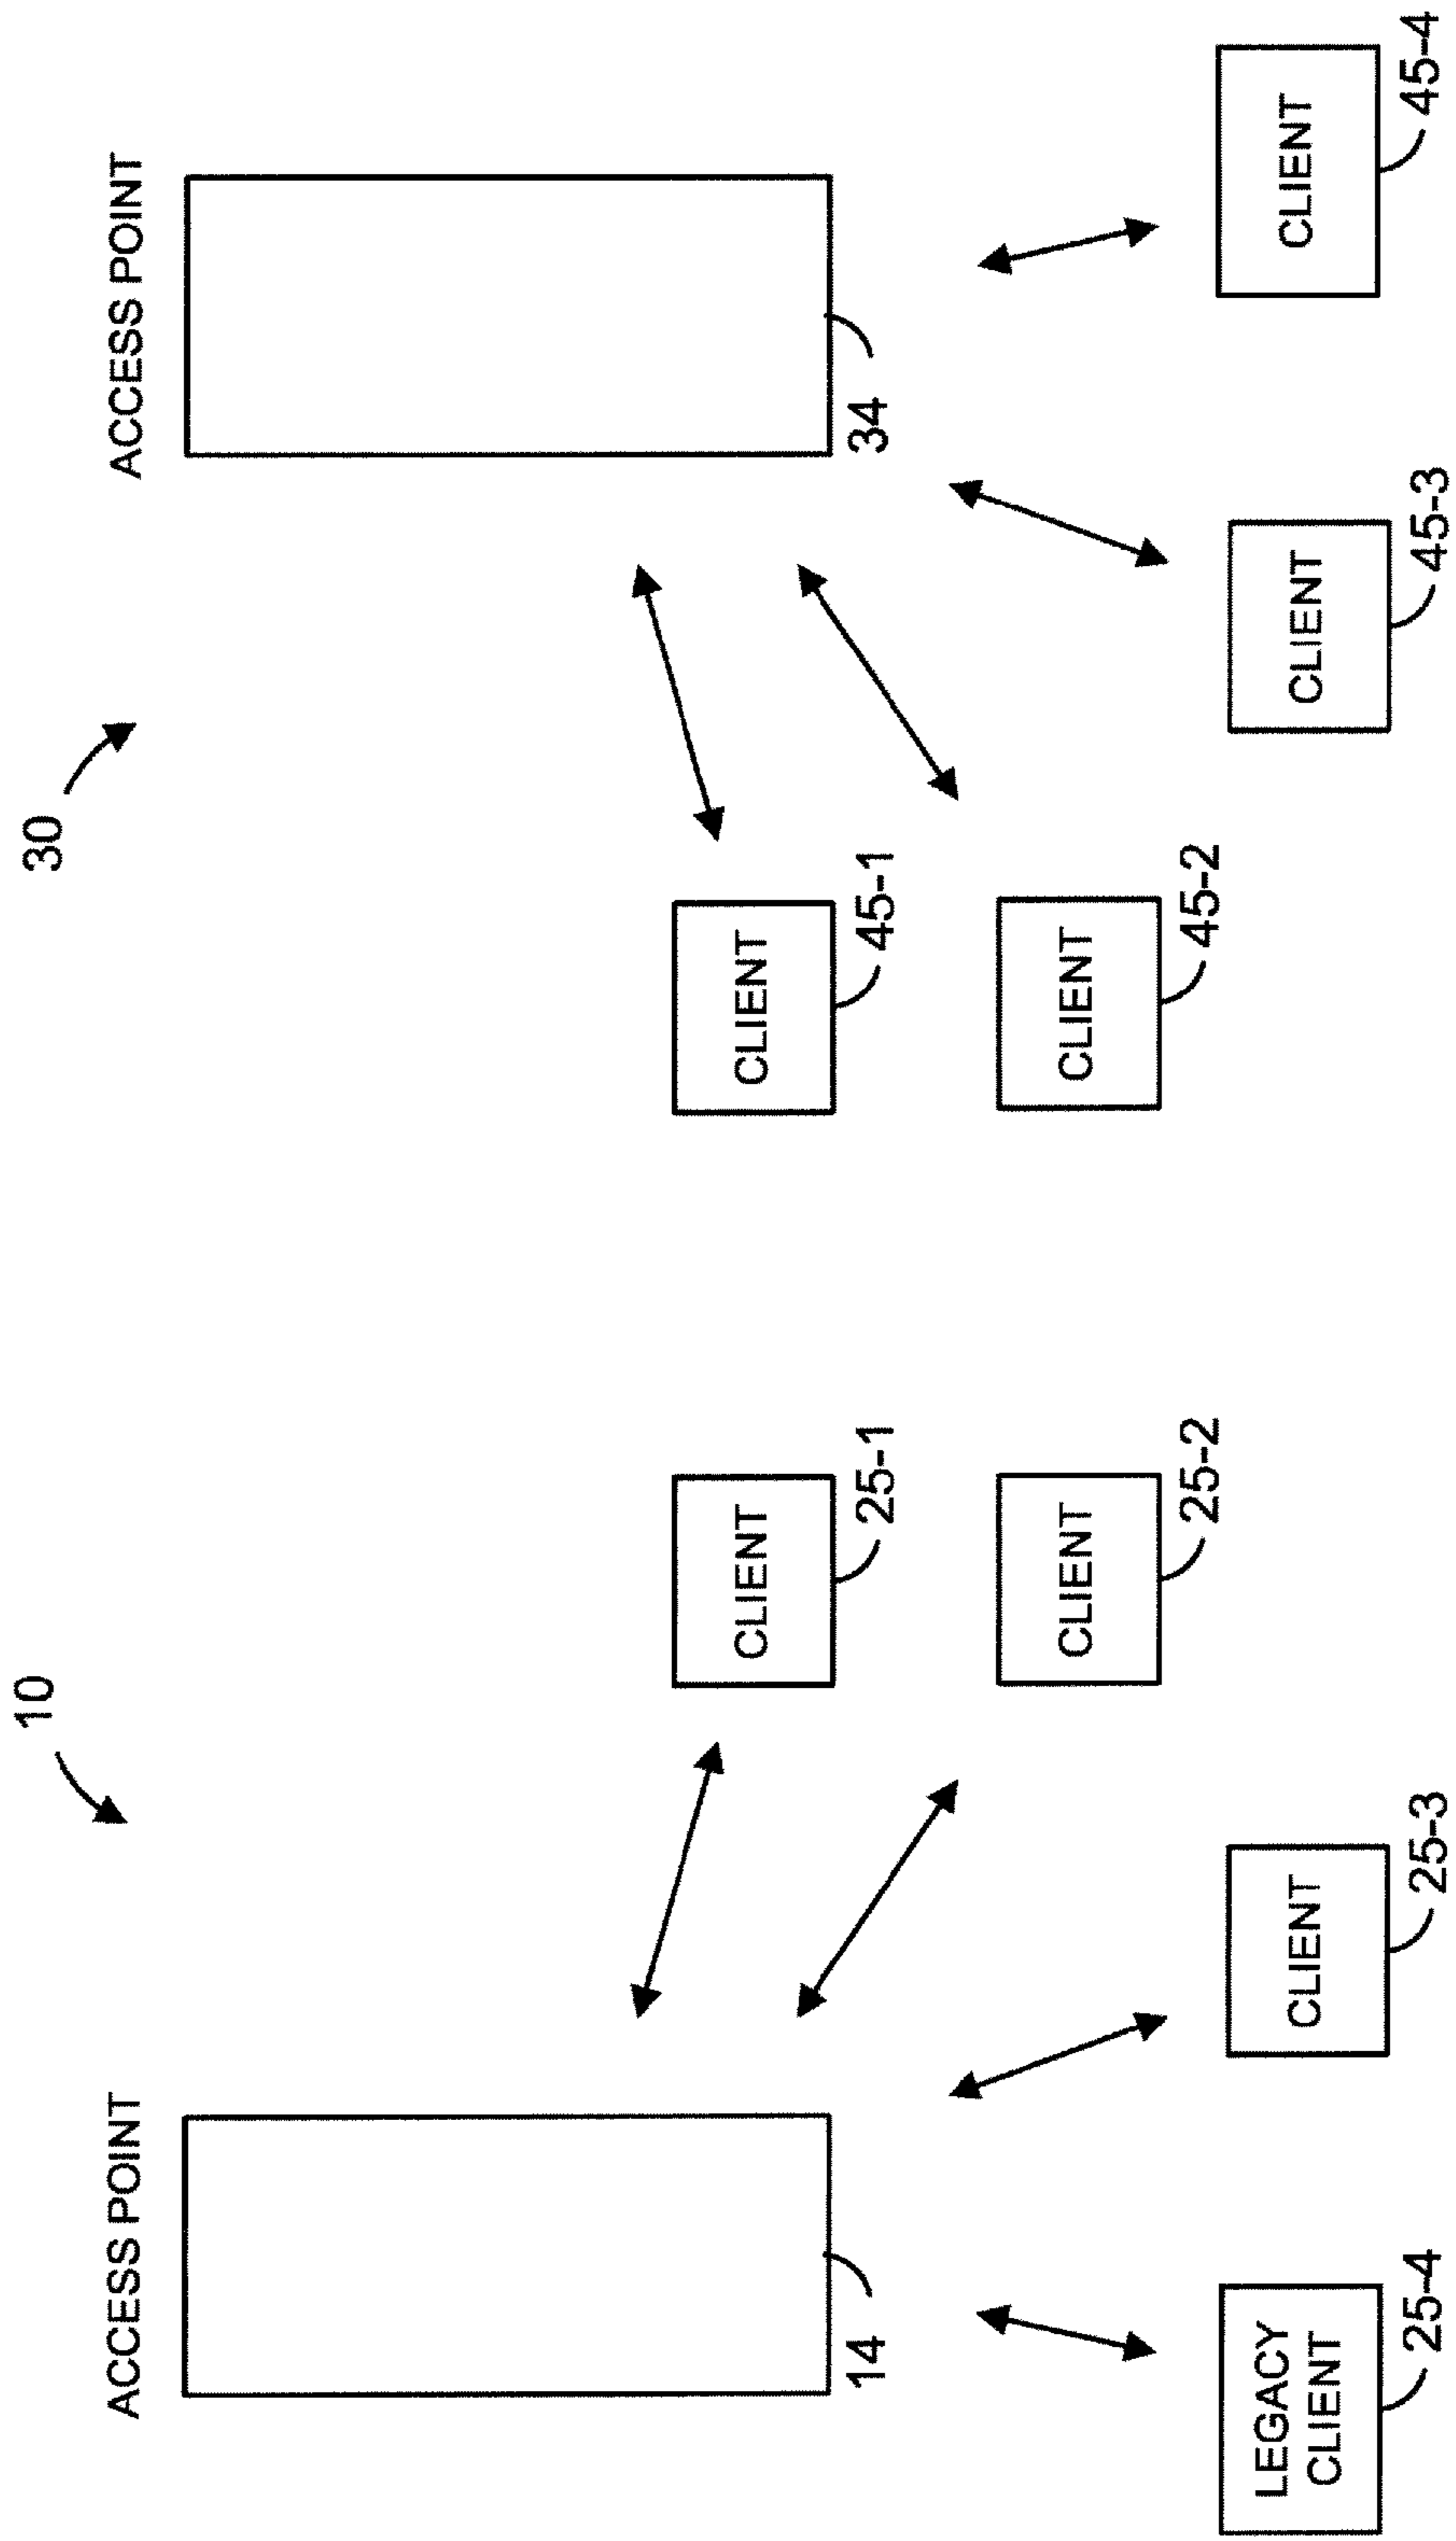 10
30
ACCESS POINT
ACCESS POINT
14
34
CLIENT
25-1
CLIENT
45-1
CLIENT
25-2
CLIENT
45-2
LEGACY
CLIENT
25-4
CLIENT
25-3
CLIENT
45-3
CLIENT
45-4